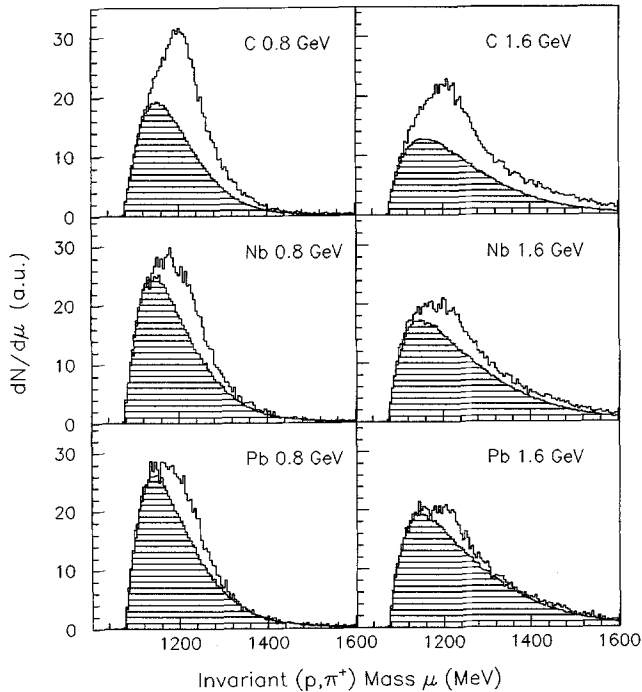 30
C 0.8 GeV
C 1.6 GeV
20
10
0
30
Nb 0.8 GeV
Nb 1.6 GeV
20
10
0
Pb 0.8 GeV
Pb 1.6 GeV
30
20
10
0
1200 1400 1600 1200 1400 1600
dN/dμ (a.u.)
Invariant (p,π⁺) Mass μ (MeV)